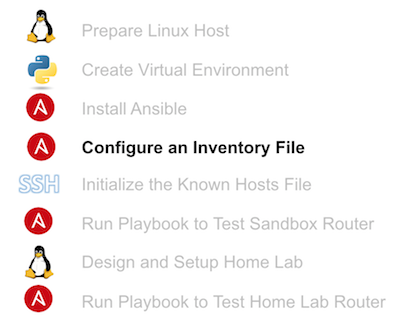 Prepare Linux Host
Create Virtual Environment
Install Ansible
Configure an Inventory File
SSH Initialize the Known Hosts File
Run Playbook to Test Sandbox Router
Design and Setup Home Lab
Run Playbook to Test Home Lab Router